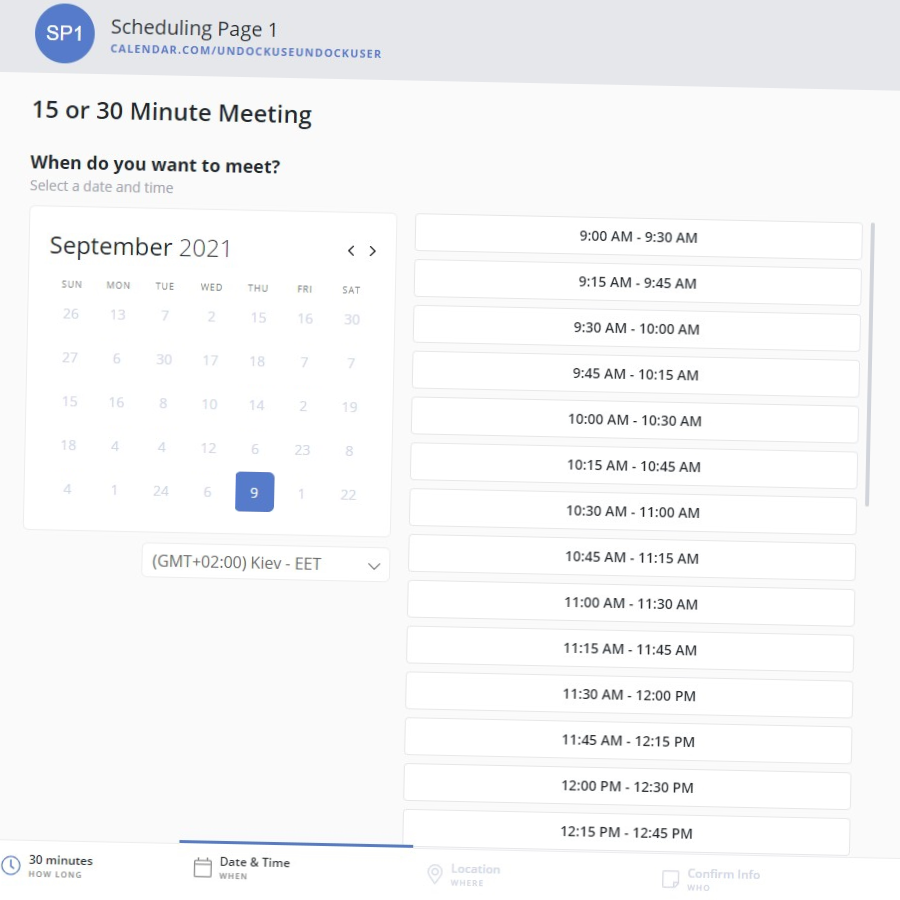 SP1
Scheduling Page 1
CALENDAR.COM/UNDOCKUSEUNDOCKUSER
15 or 30 Minute Meeting
When do you want to meet?
Select a date and time
September 2021
SUN MON TUE WED THU FRI SAT
26 13 7 2 15 16 30
27 6 30 17 18 7 7
15 16 8 10 14 2 19
18 4 4 12 6 23 8
4 1 24 6 9 1 22
(GMT+02:00) Kiev - EET
9:00 AM - 9:30 AM
9:15 AM - 9:45 AM
9:30 AM - 10:00 AM
9:45 AM - 10:15 AM
10:00 AM - 10:30 AM
10:15 AM - 10:45 AM
10:30 AM - 11:00 AM
10:45 AM - 11:15 AM
11:00 AM - 11:30 AM
11:15 AM - 11:45 AM
11:30 AM - 12:00 PM
11:45 AM - 12:15 PM
12:00 PM - 12:30 PM
12:15 PM - 12:45 PM
30 minutes
HOW LONG
Date & Time
WHEN
Location
WHERE
Confirm Info
WHO